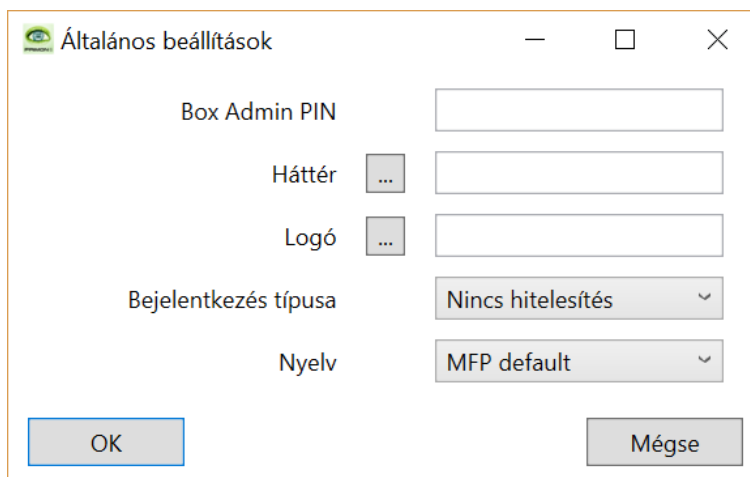 Általános beállítások
Box Admin PIN
Háttér ...
Logó ...
Bejelentkezés típusa Nincs hitelesítés
Nyelv MFP default
OK Mégse